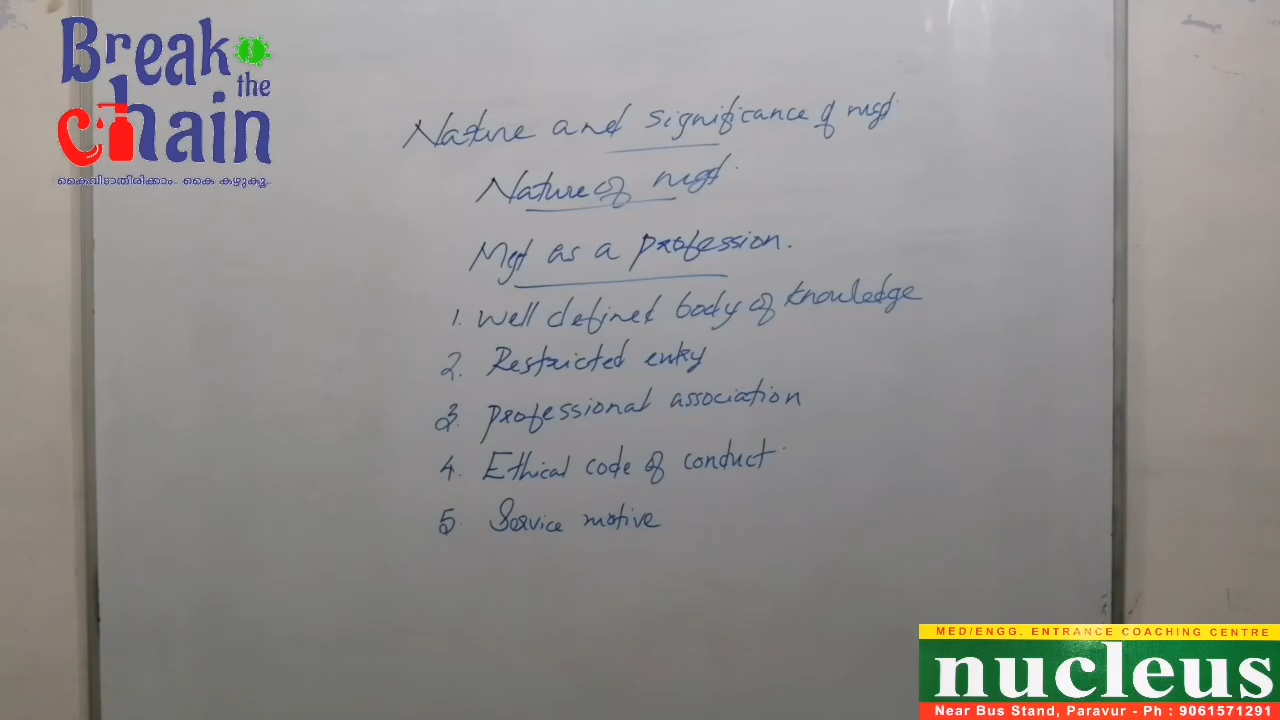 Break
the
chain
കൈവിടാതിരിക്കാം.. കൈ കഴുകൂ..
Nature and significance of mgt.
Nature of mgt.
Mgt as a profession.
1. Well defined body of knowledge
2. Restricted entry
3. Professional association
4. Ethical code of conduct.
5. Service motive
MED/ENGG. ENTRANCE COACHING CENTRE
nucleus
Near Bus Stand, Paravur - Ph : 9061571291